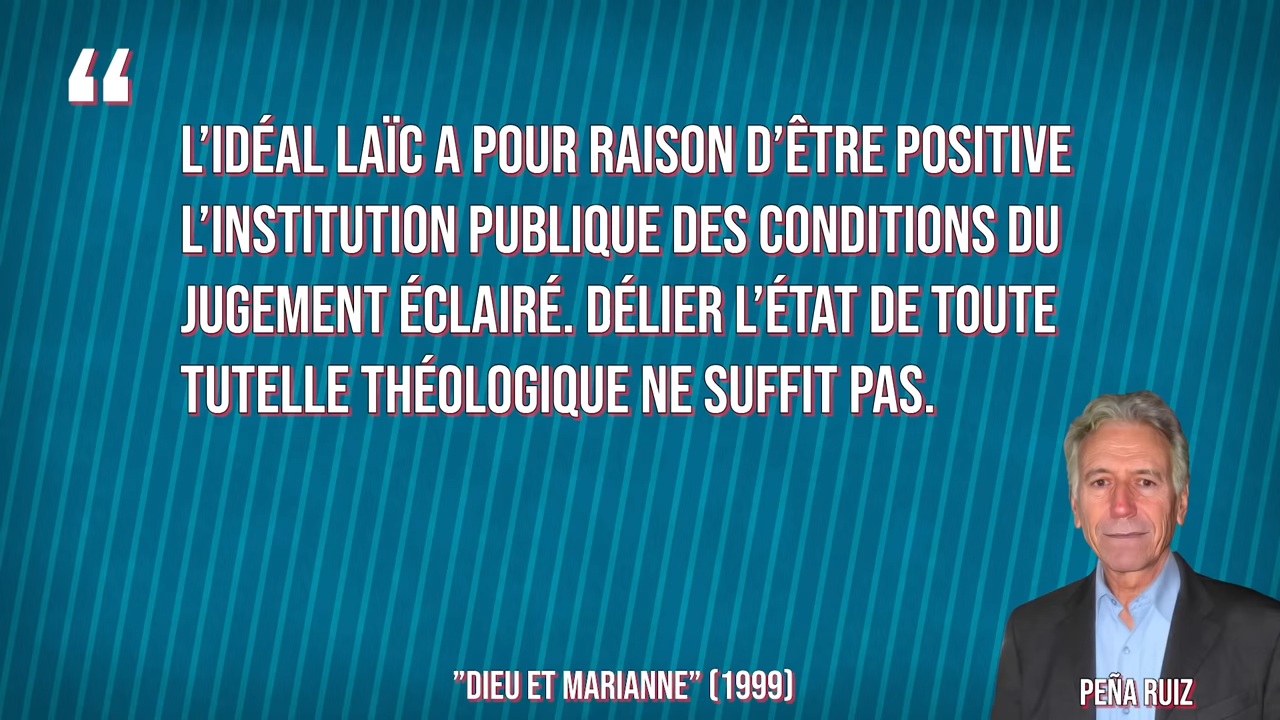 “
L’IDÉAL LAÏC A POUR RAISON D’ÊTRE POSITIVE
L’INSTITUTION PUBLIQUE DES CONDITIONS DU
JUGEMENT ÉCLAIRÉ. DÉLIER L’ÉTAT DE TOUTE
TUTELLE THÉOLOGIQUE NE SUFFIT PAS.
”DIEU ET MARIANNE” (1999)
PEÑA RUIZ